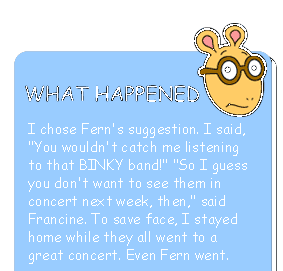 WHAT HAPPENED
I chose Fern's suggestion. I said,
"You wouldn't catch me listening
to that BINKY band!" "So I guess
you don't want to see them in
concert next week, then," said
Francine. To save face, I stayed
home while they all went to a
great concert. Even Fern went.